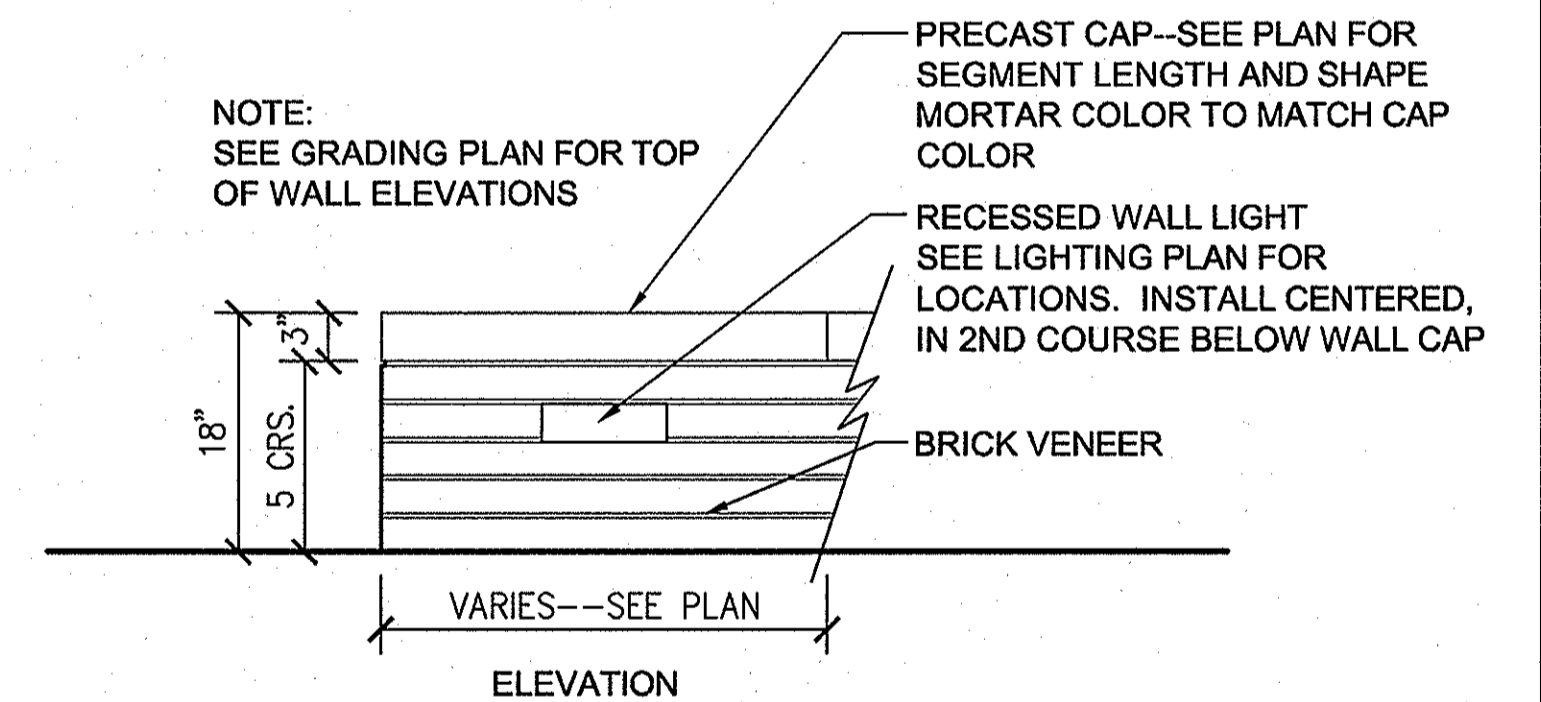 PRECAST CAP--SEE PLAN FOR
SEGMENT LENGTH AND SHAPE
MORTAR COLOR TO MATCH CAP
COLOR
NOTE:
SEE GRADING PLAN FOR TOP
OF WALL ELEVATIONS
RECESSED WALL LIGHT
SEE LIGHTING PLAN FOR
LOCATIONS. INSTALL CENTERED,
IN 2ND COURSE BELOW WALL CAP
3"
18"
5 CRS.
BRICK VENEER
VARIES--SEE PLAN
ELEVATION